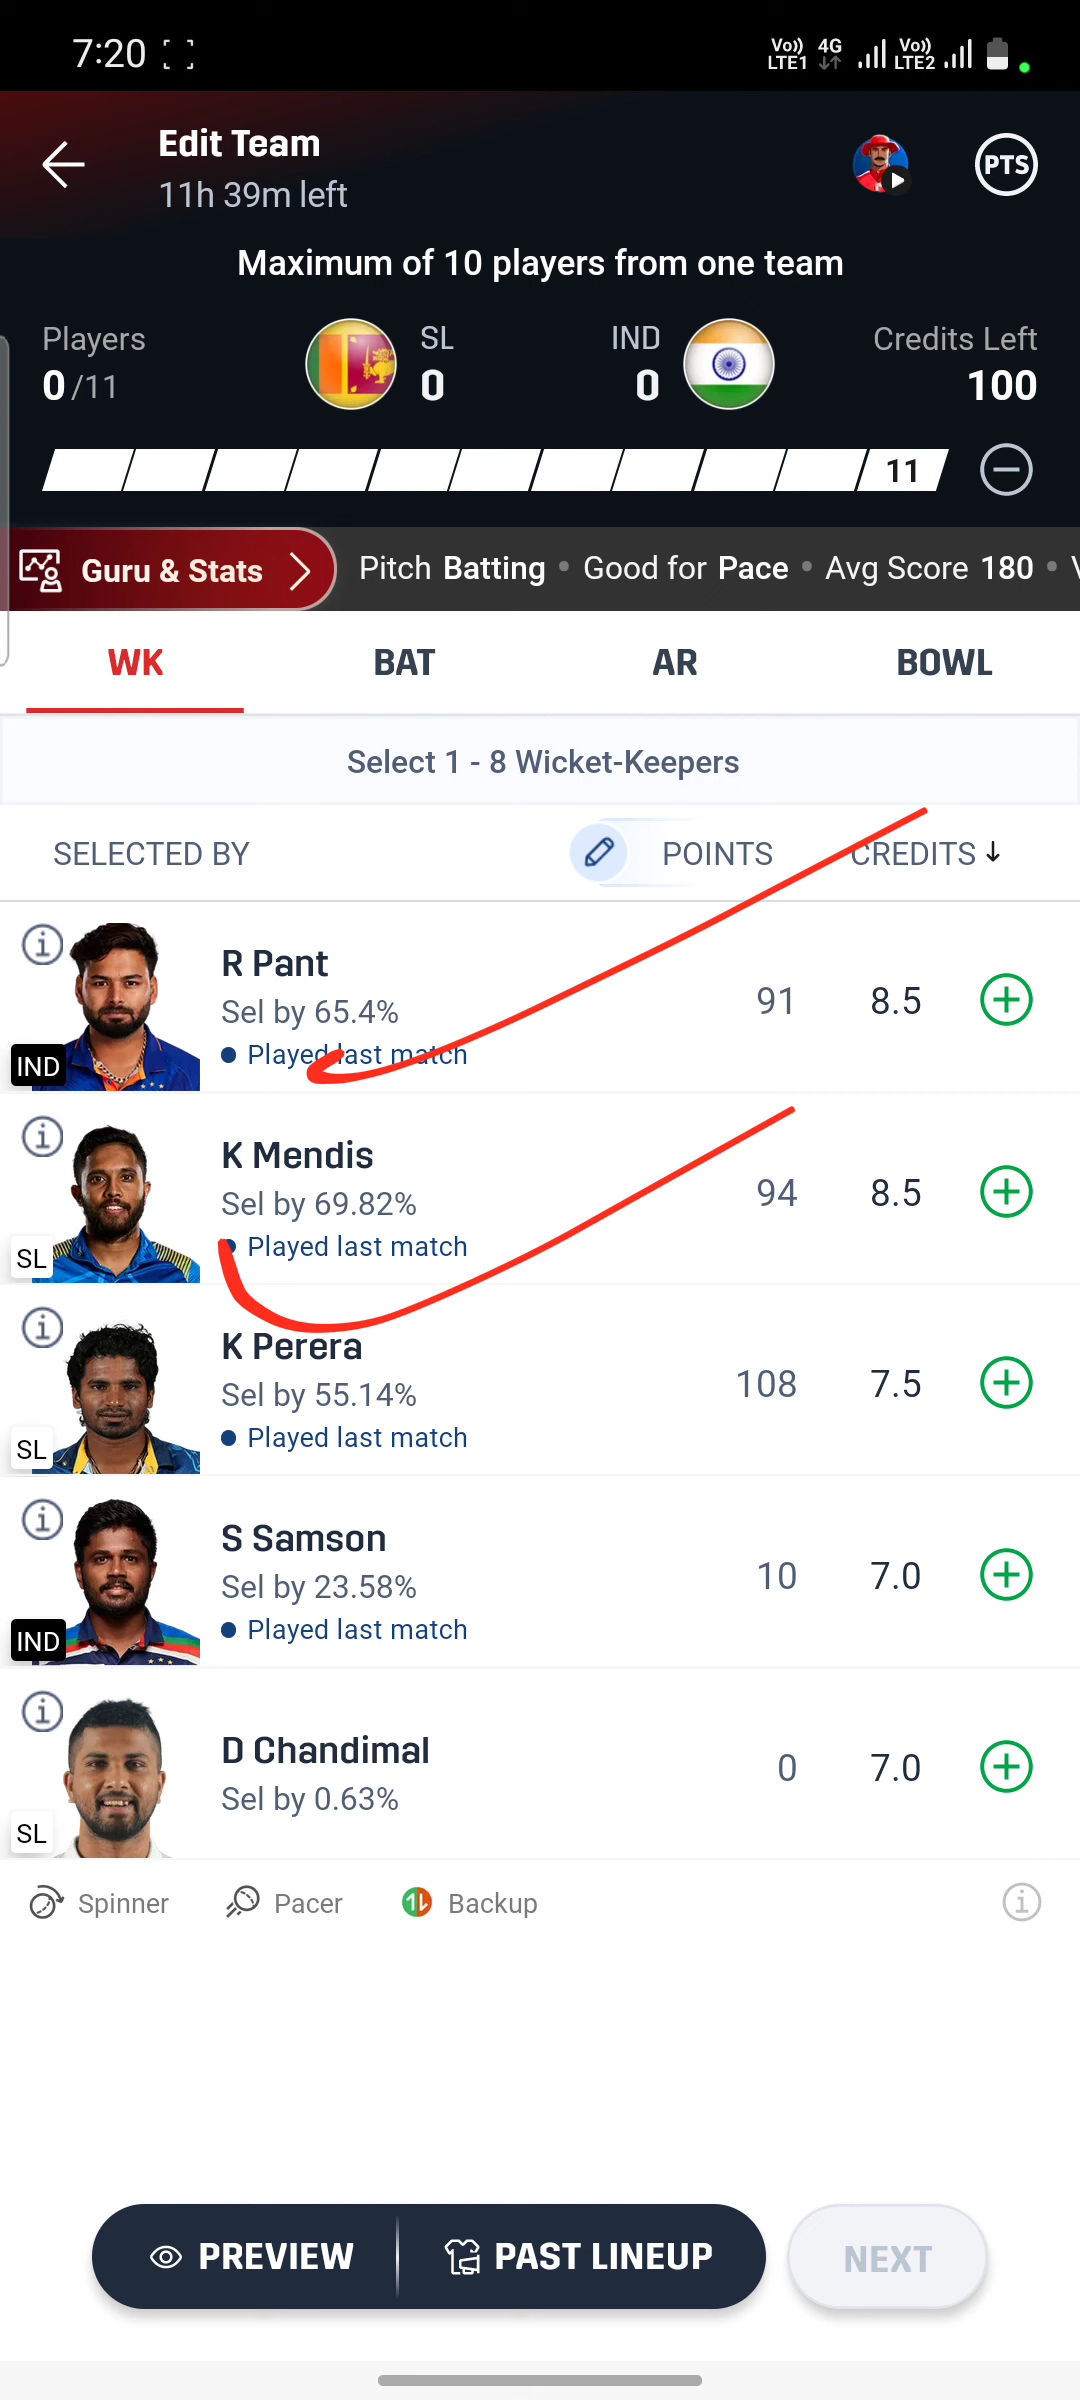 7:20 Vo)) LTE1 4G Vo)) LTE2
Edit Team
11h 39m left
PTS
Maximum of 10 players from one team
Players SL IND Credits Left
0/11 0 0 100
11
Guru & Stats Pitch Batting • Good for Pace • Avg Score 180 •
WK BAT AR BOWL
Select 1 - 8 Wicket-Keepers
SELECTED BY POINTS CREDITS ↓
R Pant
Sel by 65.4%
Played last match
IND
91 8.5
K Mendis
Sel by 69.82%
Played last match
SL
94 8.5
K Perera
Sel by 55.14%
Played last match
SL
108 7.5
S Samson
Sel by 23.58%
Played last match
IND
10 7.0
D Chandimal
Sel by 0.63%
SL
0 7.0
Spinner Pacer Backup
PREVIEW PAST LINEUP NEXT